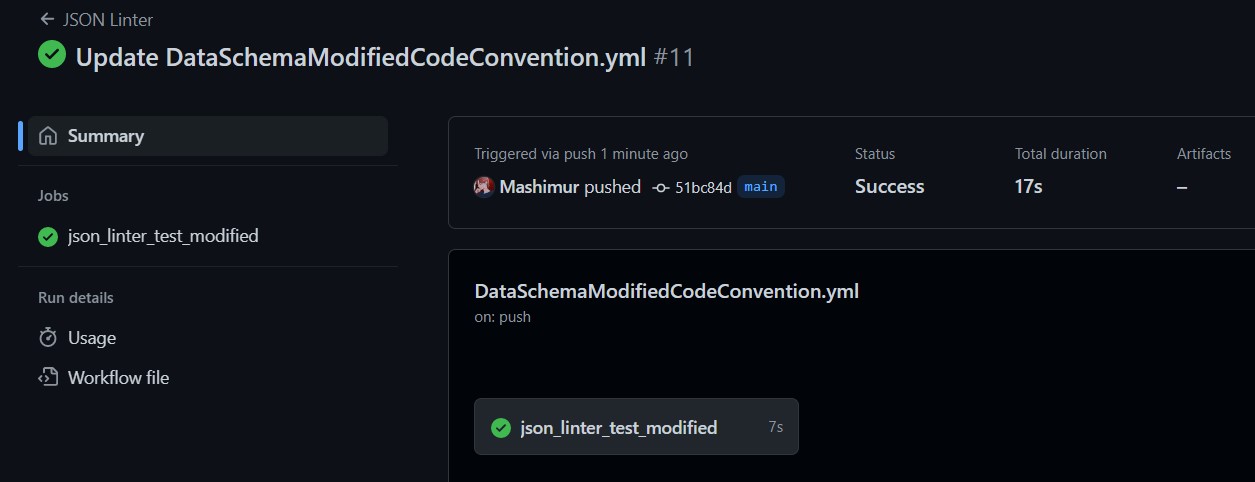 JSON Linter
Update DataSchemaModifiedCodeConvention.yml #11
Summary
Jobs
json_linter_test_modified
Run details
Usage
Workflow file
Triggered via push 1 minute ago
Mashimur pushed 51bc84d main
Status
Success
Total duration
17s
Artifacts
–
DataSchemaModifiedCodeConvention.yml
on: push
json_linter_test_modified 7s